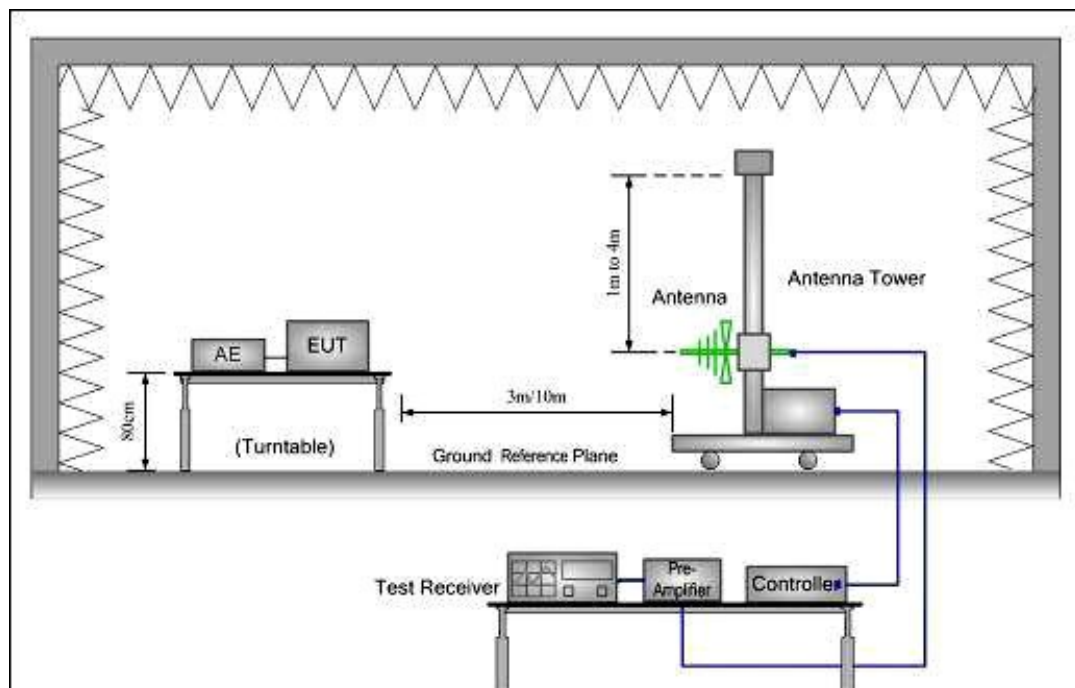 1m to 4m
Antenna Tower
Antenna
EUT
AE
3m/10m
80cm
(Turntable)
Ground Reference Plane
Test Receiver
Pre-
Amplifier
Controller